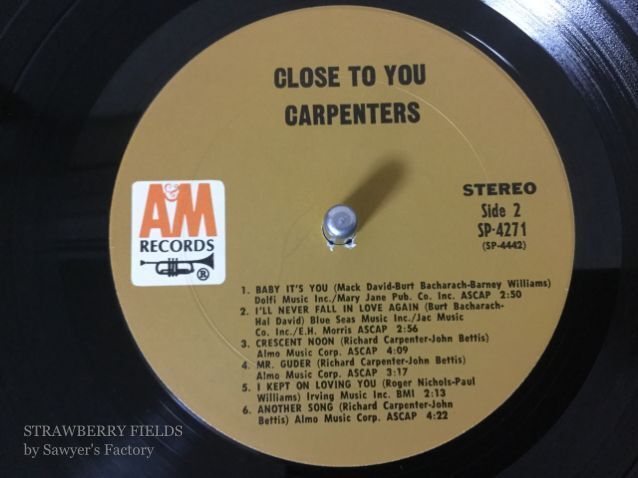 CLOSE TO YOU
CARPENTERS
A&M
RECORDS
®
STEREO
Side 2
SP-4271
(SP-4442)
1. BABY IT'S YOU (Mack David-Burt Bacharach-Barney Williams)
Dolfi Music Inc./Mary Jane Pub. Co. Inc. ASCAP 2:50
2. I'LL NEVER FALL IN LOVE AGAIN (Burt Bacharach-
Hal David) Blue Seas Music Inc./Jac Music
Co. Inc./E.H. Morris ASCAP 2:56
3. CRESCENT NOON (Richard Carpenter-John Bettis)
Almo Music Corp. ASCAP 4:09
4. MR. GUDER (Richard Carpenter-John Bettis)
Almo Music Corp. ASCAP 3:17
5. I KEPT ON LOVING YOU (Roger Nichols-Paul
Williams) Irving Music Inc. BMI 2:13
6. ANOTHER SONG (Richard Carpenter-John
Bettis) Almo Music Corp. ASCAP 4:22
STRAWBERRY FIELDS
by Sawyer's Factory